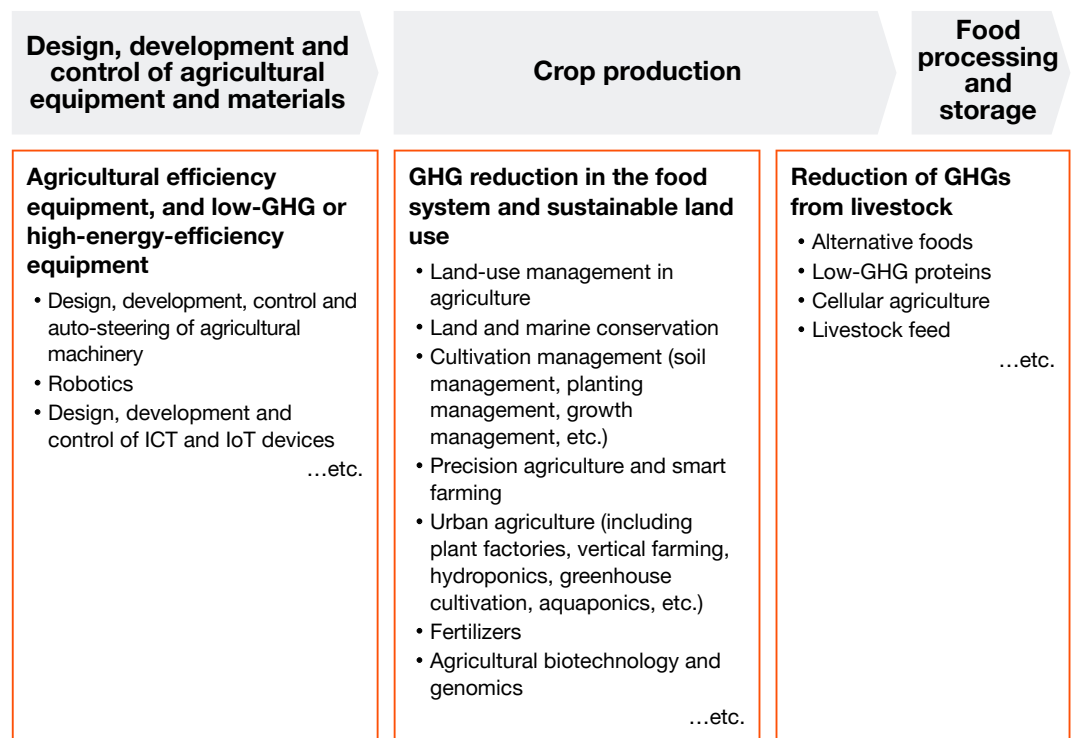 Design, development and
control of agricultural
equipment and materials
Crop production
Food
processing
and
storage
Agricultural efficiency
equipment, and low-GHG or
high-energy-efficiency
equipment
• Design, development, control and
auto-steering of agricultural
machinery
• Robotics
• Design, development and
control of ICT and IoT devices
…etc.
GHG reduction in the food
system and sustainable land
use
• Land-use management in
agriculture
• Land and marine conservation
• Cultivation management (soil
management, planting
management, growth
management, etc.)
• Precision agriculture and smart
farming
• Urban agriculture (including
plant factories, vertical farming,
hydroponics, greenhouse
cultivation, aquaponics, etc.)
• Fertilizers
• Agricultural biotechnology and
genomics
…etc.
Reduction of GHGs
from livestock
• Alternative foods
• Low-GHG proteins
• Cellular agriculture
• Livestock feed
…etc.